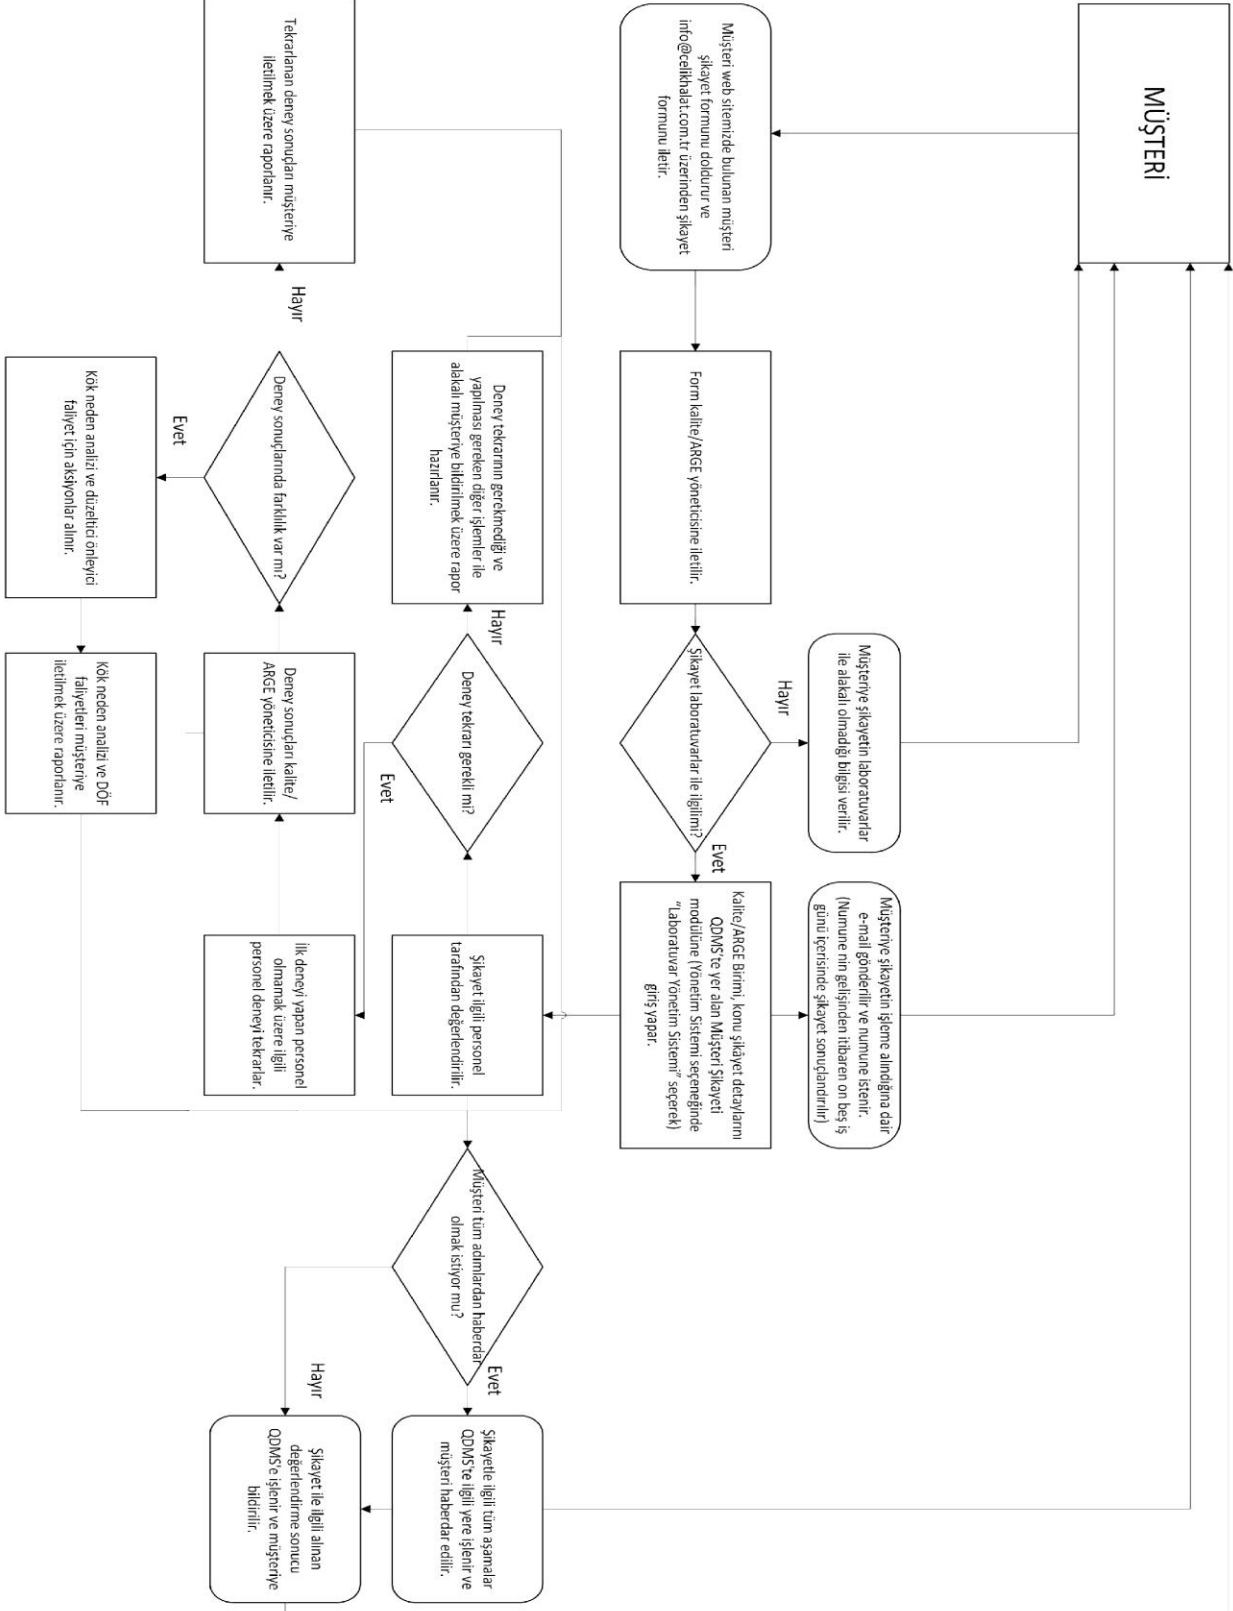 MÜŞTERİ
Müşteri web sitemizde bulunan müşteri
şikayet formunu doldurur ve
info@celikhalat.com.tr üzerinden şikayet
formunu iletir.
Form kalite/ARGE yöneticisine iletilir.
Şikayet laboratuvarlar ile ilgilimi?
Hayır
Müşteriye şikayetin laboratuvarlar
ile alakalı olmadığı bilgisi verilir.
Evet
Kalite/ARGE Birimi, konu şikâyet detaylarını
QDMS'te yer alan Müşteri Şikayeti
modülüne (Yönetim Sistemi seçeneğinde
"Laboratuvar Yönetim Sistemi" seçerek)
giriş yapar.
Müşteriye şikayetin işleme alındığına dair
e-mail gönderilir ve numune istenir.
(Numune nin gelişinden itibaren on beş iş
günü içerisinde şikayet sonuçlandırılır)
Şikayet ilgili personel
tarafından değerlendirilir.
Deney tekrarı gerekli mi?
Hayır
Deney tekrarının gerekmediği ve
yapılması gereken diğer işlemler ile
alakalı müşteriye bildirilmek üzere rapor
hazırlanır.
Evet
İlk deneyi yapan personel
olmamak üzere ilgili
personel deneyi tekrarlar.
Deney sonuçları kalite/
ARGE yöneticisine iletilir.
Deney sonuçlarında farklılık var mı?
Hayır
Tekrarlanan deney sonuçları müşteriye
iletilmek üzere raporlanır.
Evet
Kök neden analizi ve düzeltici önleyici
faliyet için aksiyonlar alınır.
Kök neden analizi ve DÖF
faliyetleri müşteriye
iletilmek üzere raporlanır.
Müşteri tüm adımlardan haberdar
olmak istiyor mu?
Evet
Şikayetle ilgili tüm aşamalar
QDMS'te ilgili yere işlenir ve
müşteri haberdar edilir.
Hayır
Şikayet ile ilgili alınan
değerlendirme sonucu
QDMS'e işlenir ve müşteriye
bildirilir.